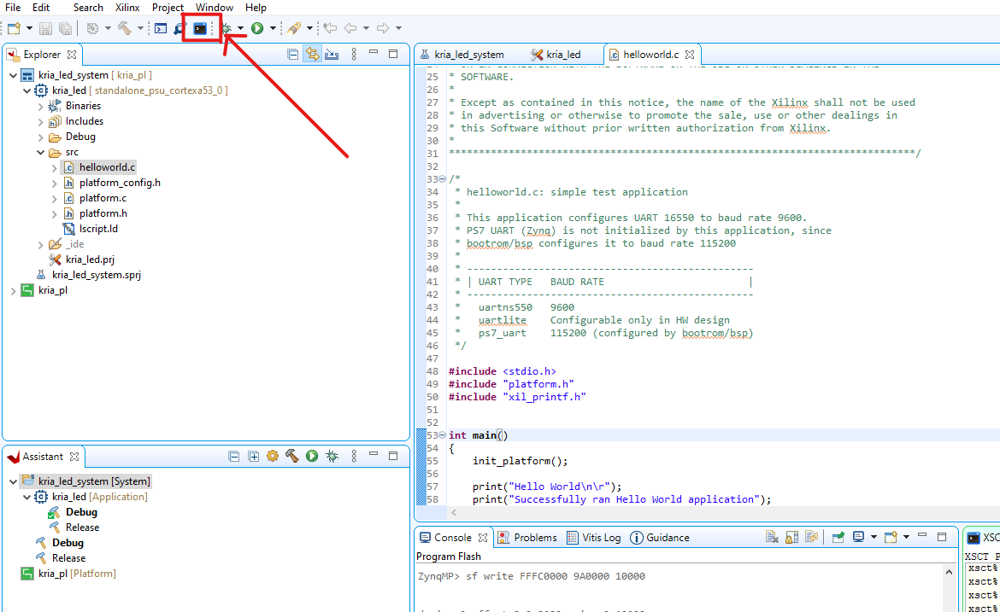 File Edit Search Xilinx Project Window Help
Explorer
kria_led_system [ kria_pl ]
kria_led [ standalone_psu_cortexa53_0 ]
Binaries
Includes
Debug
src
helloworld.c
platform_config.h
platform.c
platform.h
lscript.ld
_ide
kria_led.prj
kria_led_system.sprj
kria_pl
Assistant
kria_led_system [System]
kria_led [Application]
Debug
Release
Debug
Release
kria_pl [Platform]
kria_led_system kria_led helloworld.c
25 * SOFTWARE.
26 *
27 * Except as contained in this notice, the name of the Xilinx shall not be used
28 * in advertising or otherwise to promote the sale, use or other dealings in
29 * this Software without prior written authorization from Xilinx.
30 *
31 ******************************************************************************/
32
33 /*
34 * helloworld.c: simple test application
35 *
36 * This application configures UART 16550 to baud rate 9600.
37 * PS7 UART (Zynq) is not initialized by this application, since
38 * bootrom/bsp configures it to baud rate 115200
39 *
40 * ------------------------------------------------
41 * | UART TYPE   BAUD RATE                        |
42 * ------------------------------------------------
43 *   uartns550   9600
44 *   uartlite    Configurable only in HW design
45 *   ps7_uart    115200 (configured by bootrom/bsp)
46 */
47
48 #include <stdio.h>
49 #include "platform.h"
50 #include "xil_printf.h"
51
52
53 int main()
54 {
55     init_platform();
56
57     print("Hello World\n\r");
58     print("Successfully ran Hello World application");
Console Problems Vitis Log Guidance
Program Flash
ZynqMP> sf write FFFC0000 9A0000 10000
XSC
XSCT P
xsct%
xsct%
xsct%
xsct%